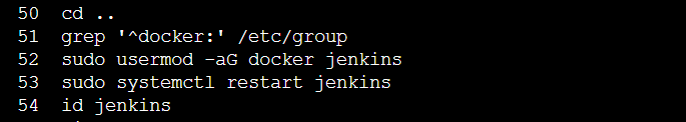 50  cd ..
51  grep '^docker:' /etc/group
52  sudo usermod -aG docker jenkins
53  sudo systemctl restart jenkins
54  id jenkins